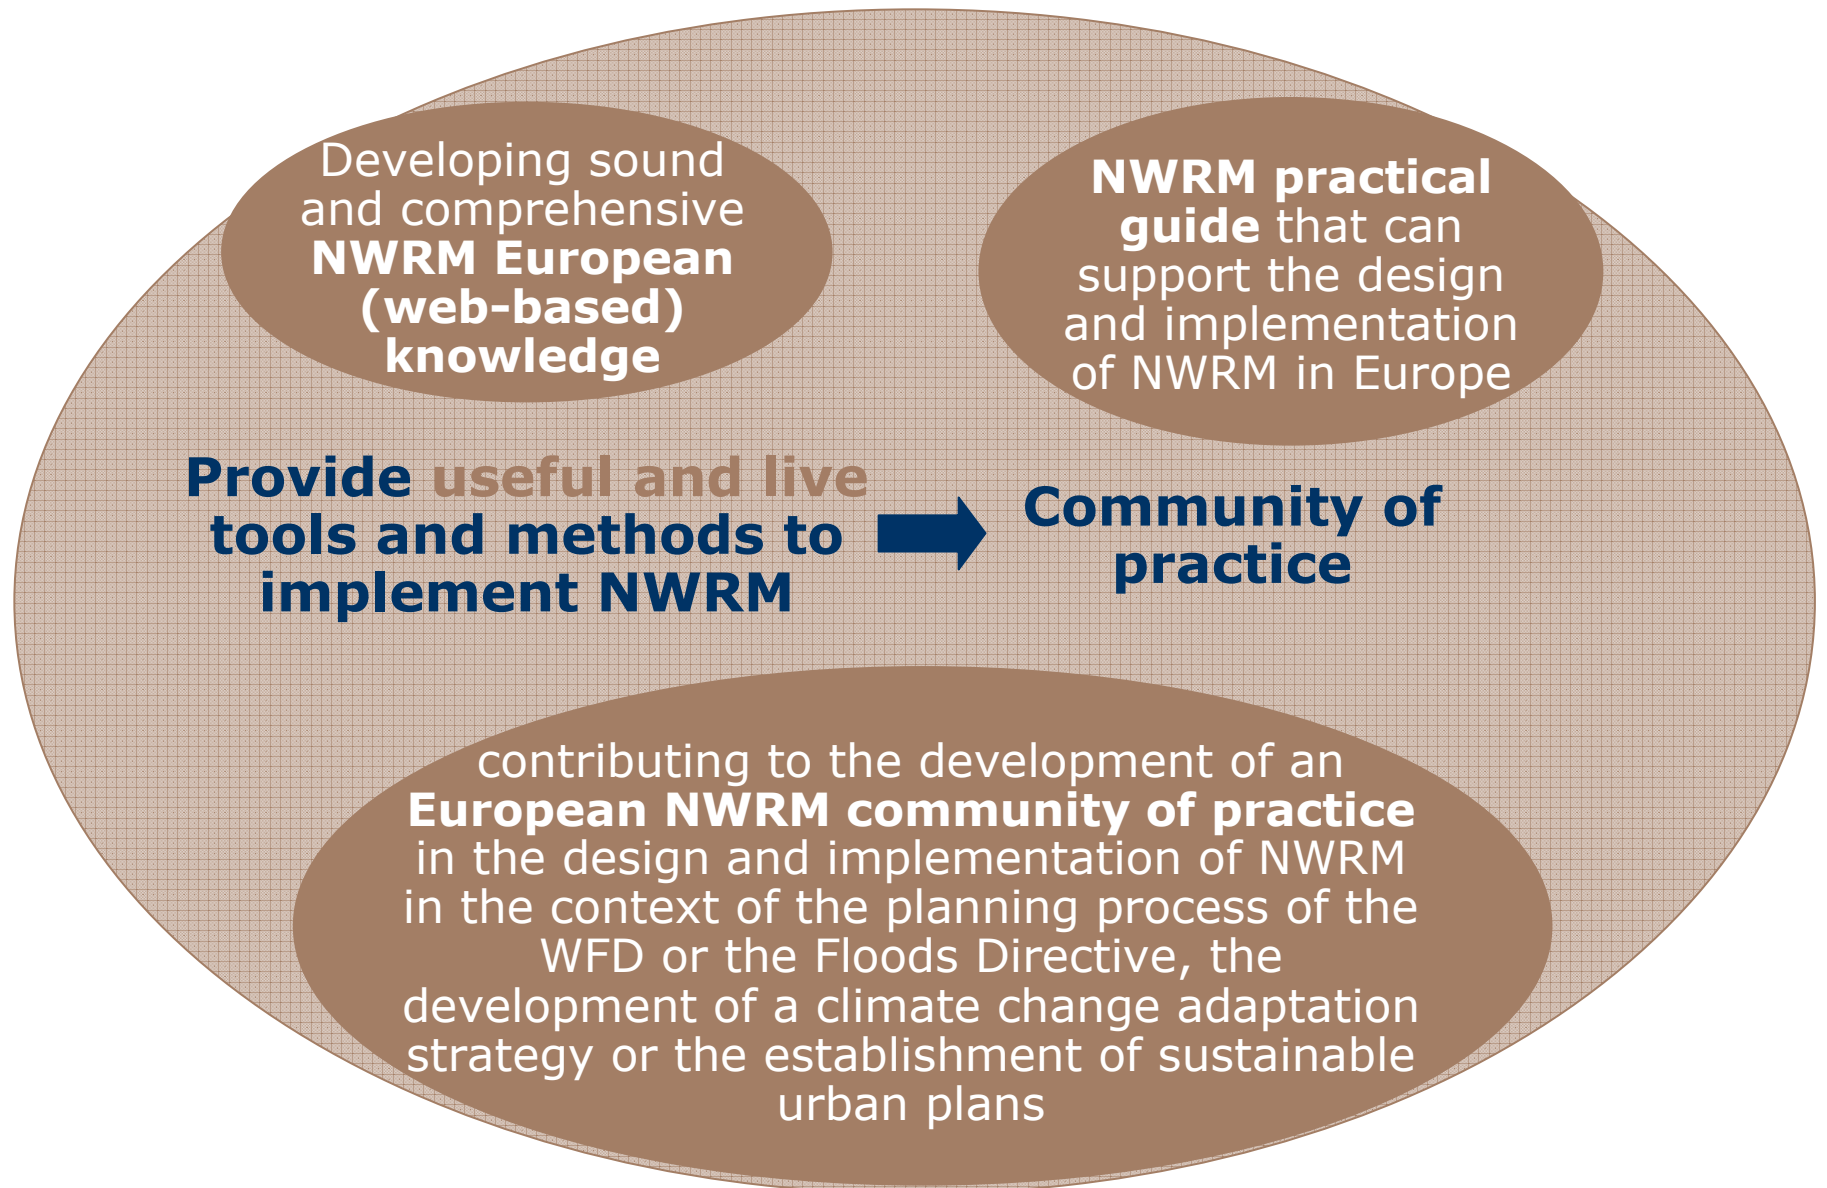 Developing sound
and comprehensive
NWRM European
(web-based)
knowledge
NWRM practical
guide that can
support the design
and implementation
of NWRM in Europe
Provide useful and live
tools and methods to
implement NWRM
Community of
practice
contributing to the development of an
European NWRM community of practice
in the design and implementation of NWRM
in the context of the planning process of the
WFD or the Floods Directive, the
development of a climate change adaptation
strategy or the establishment of sustainable
urban plans